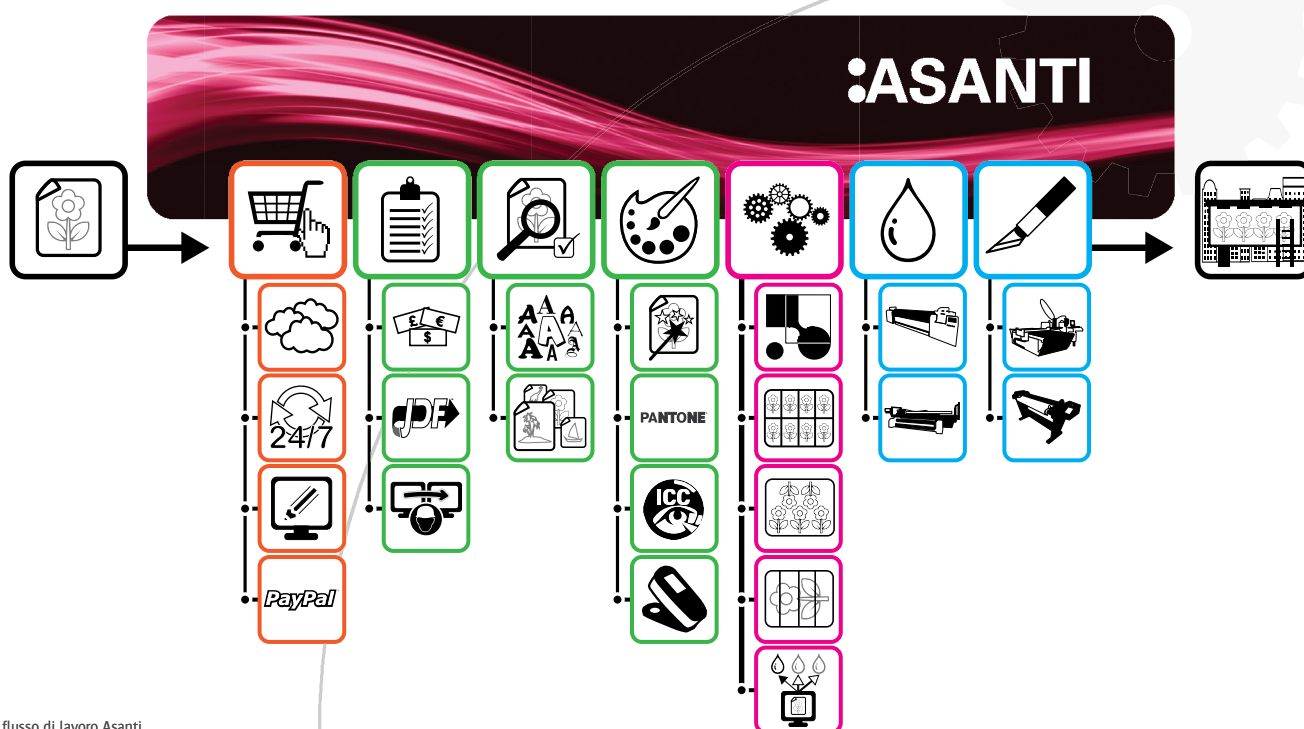 :ASANTI
£ € $
A A A A A A A A
24/7
JDF
PANTONE
ICC
PayPal
flusso di lavoro Asanti